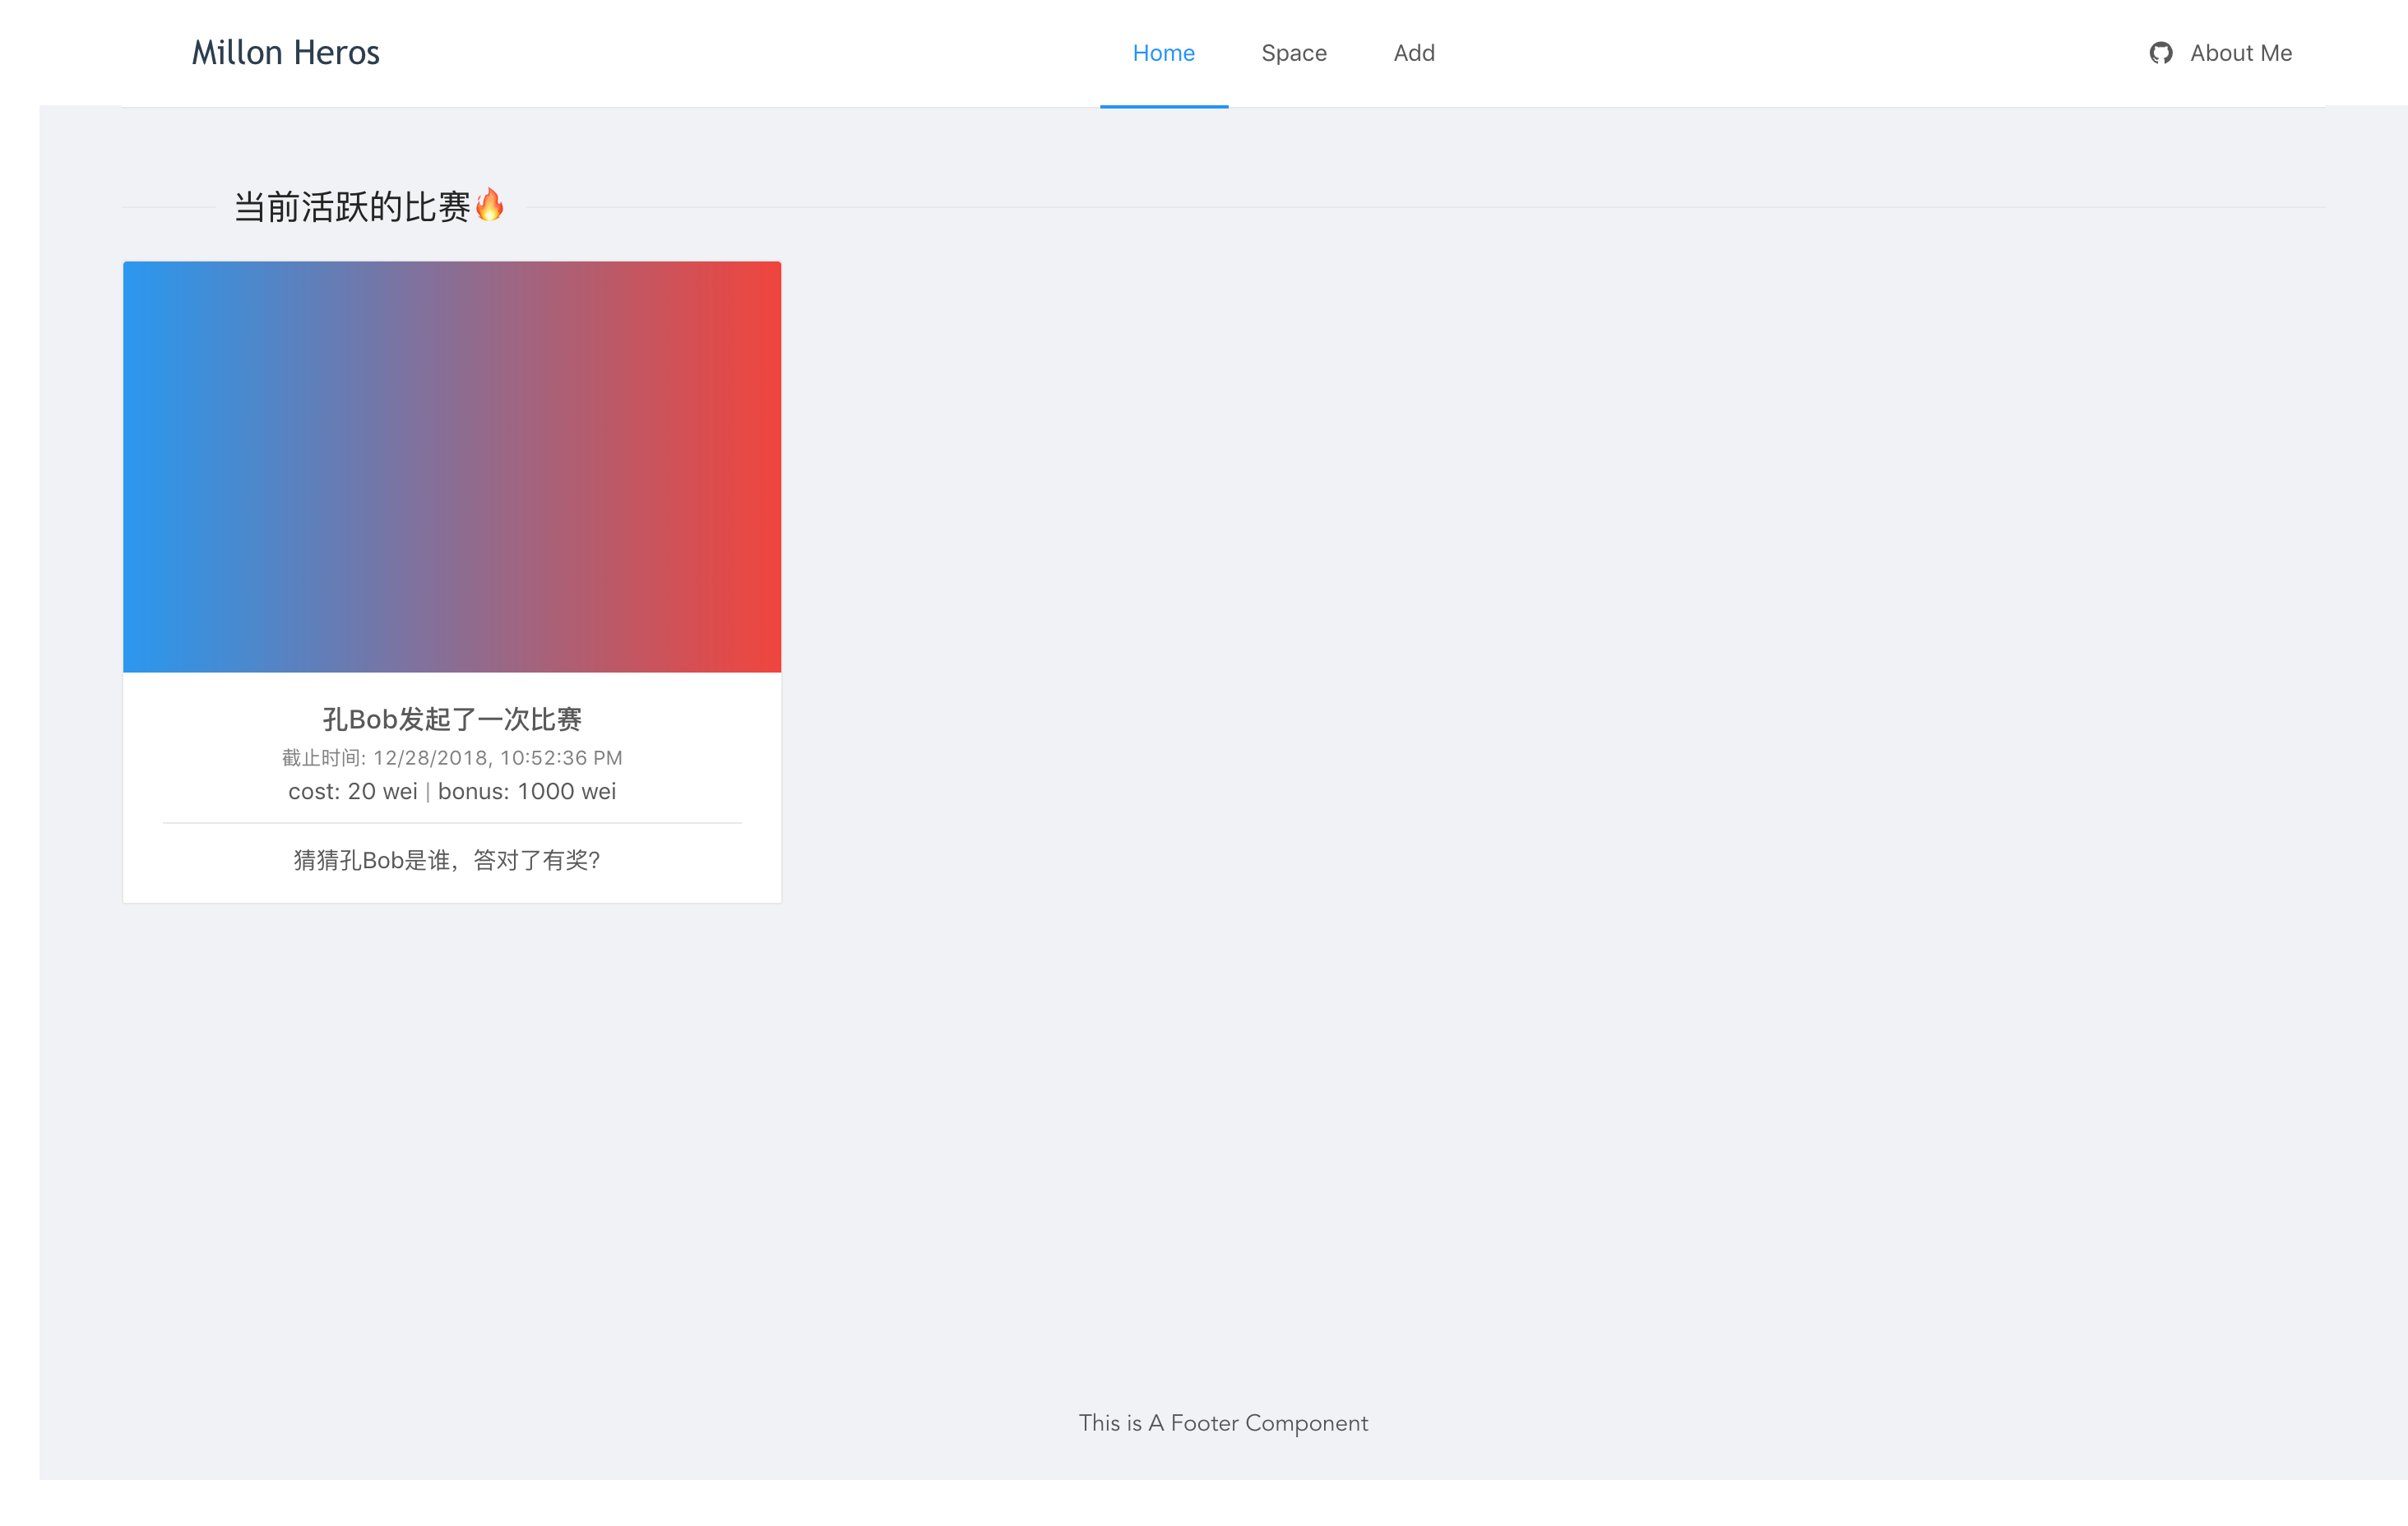 Millon Heros
Home Space Add
About Me
当前活跃的比赛🔥
孔Bob发起了一次比赛
截止时间: 12/28/2018, 10:52:36 PM
cost: 20 wei | bonus: 1000 wei
猜猜孔Bob是谁，答对了有奖?
This is A Footer Component